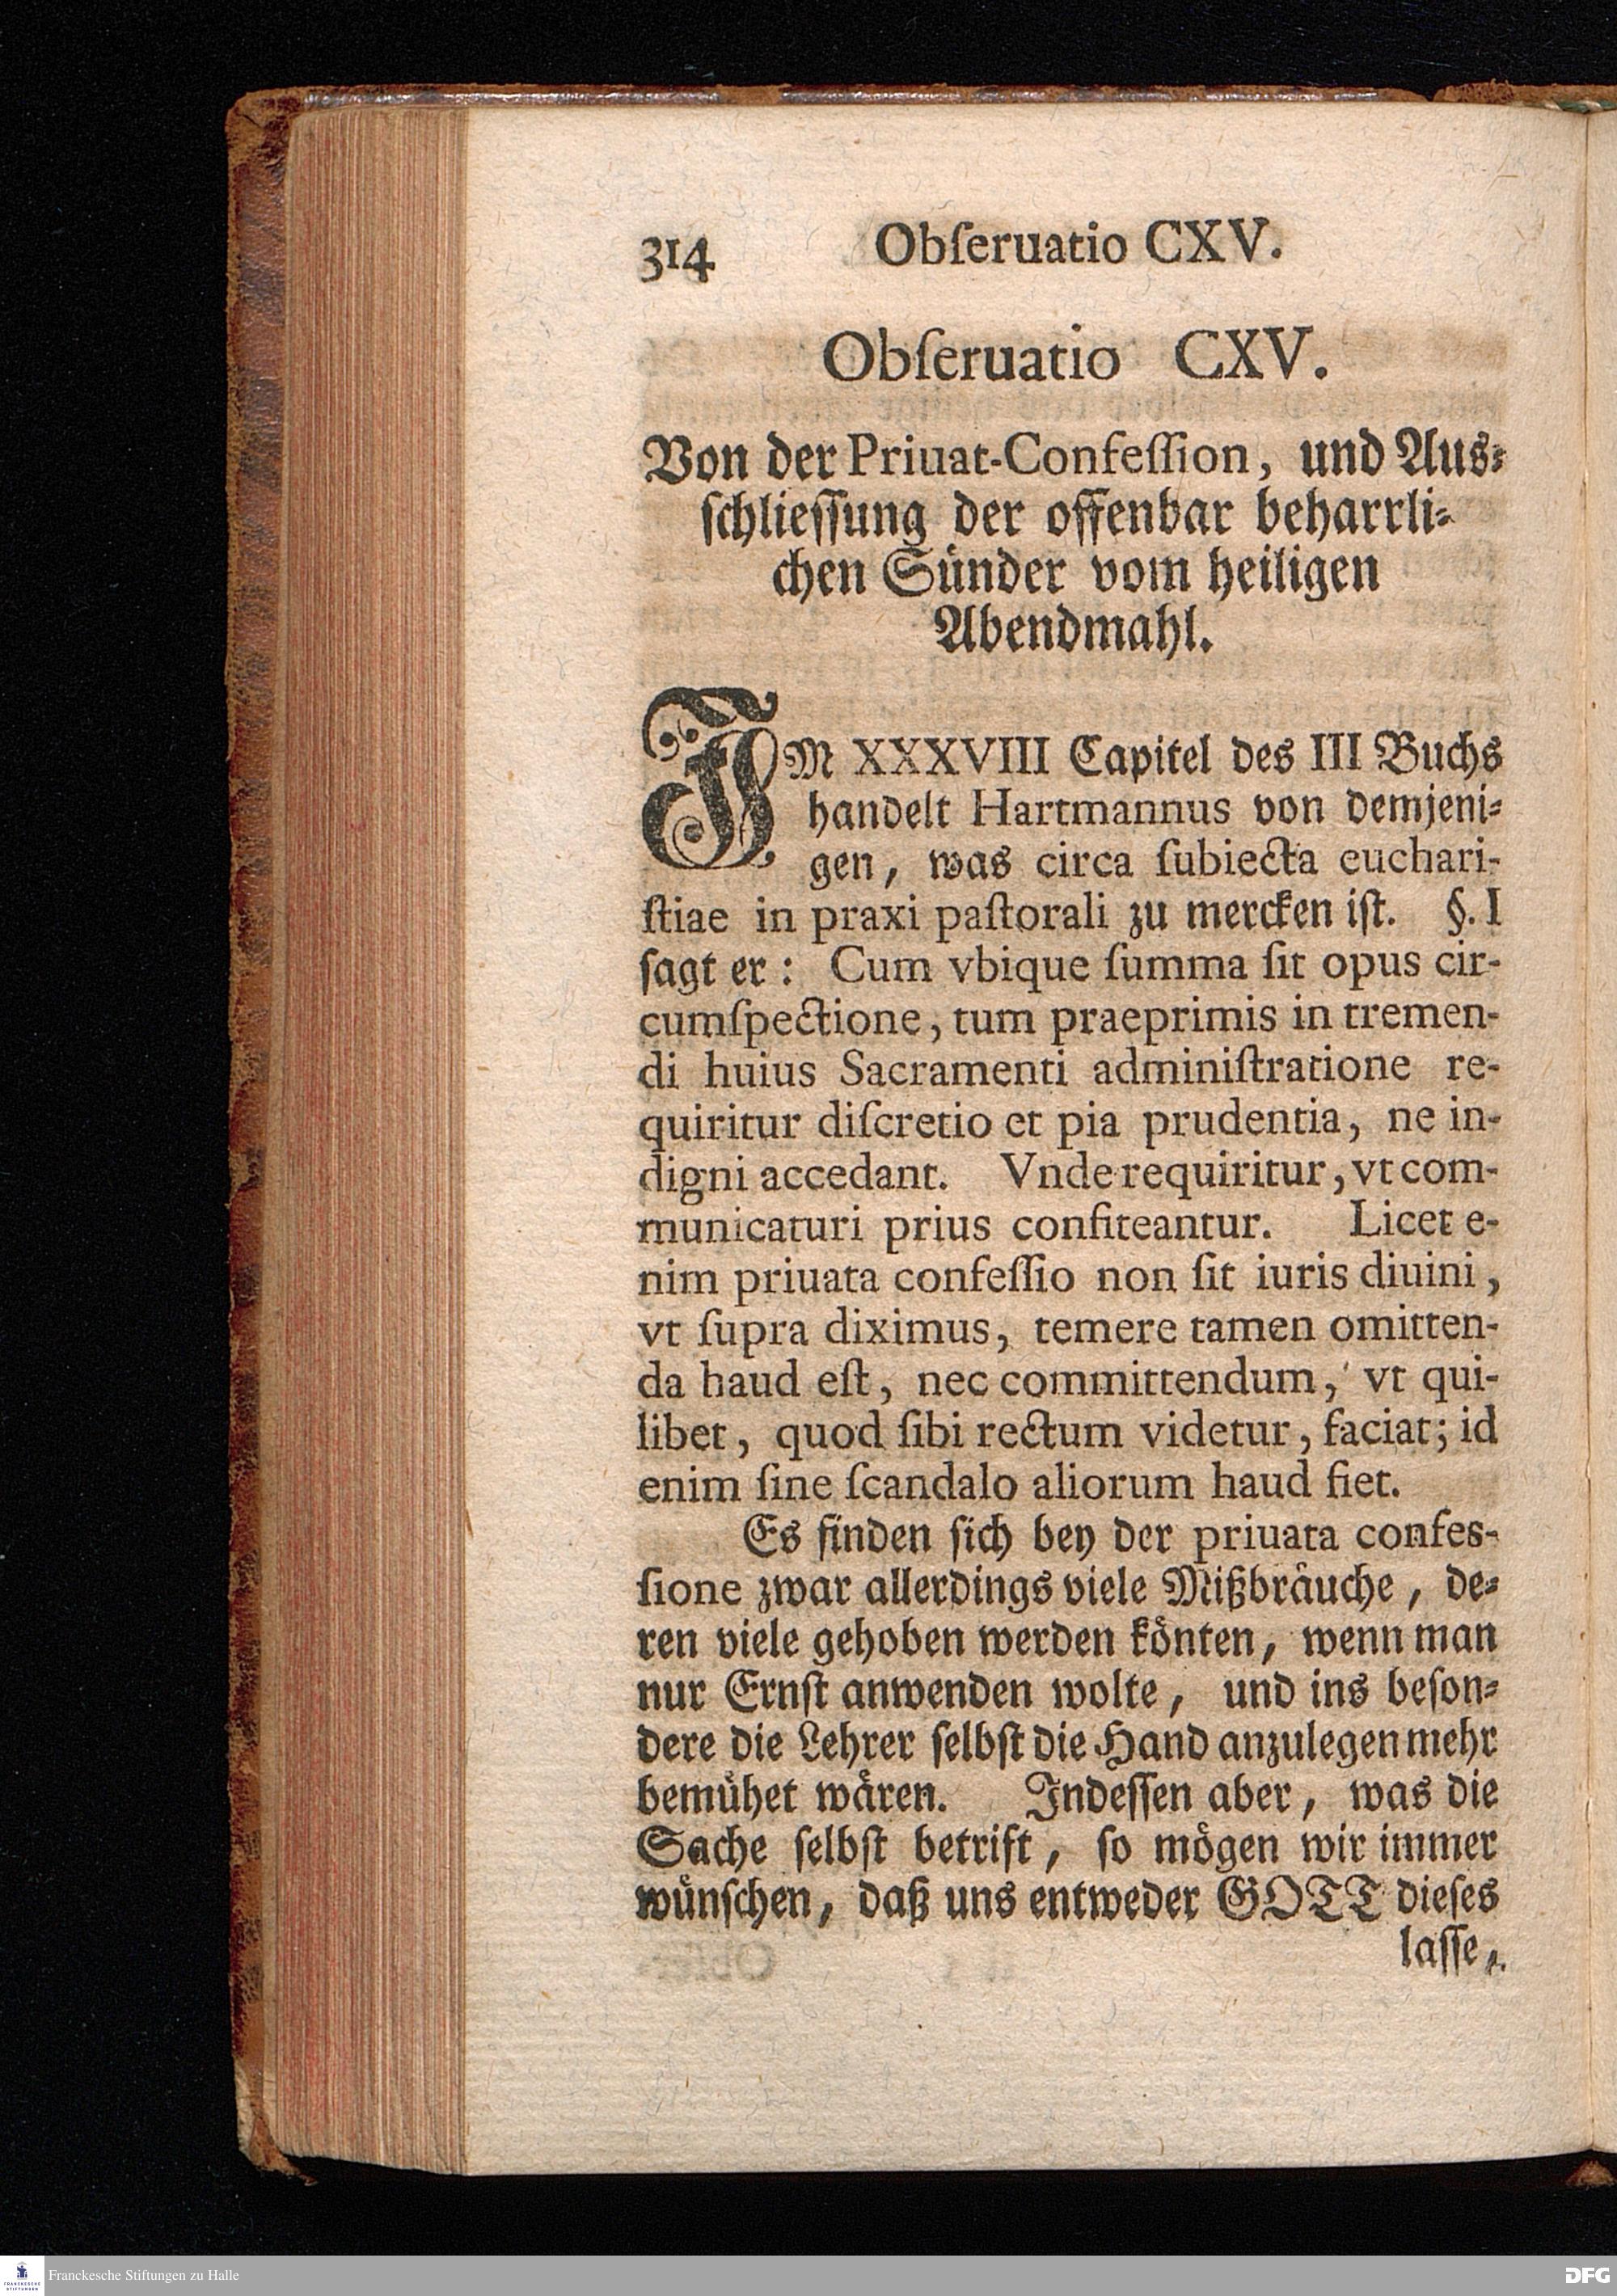 314 Obſeruatio CXV.
Obſeruatio CXV.
Von der Priuat-Confeſſion, und Aus⸗
ſchlieſſung der offenbar beharrli⸗
chen Sünder vom heiligen
Abendmahl.
IM XXXVIII Capitel des III Buchs
handelt Hartmannus von demjeni⸗
gen, was circa ſubiecta euchari-
ſtiae in praxi paſtorali zu mercken iſt. §. I
ſagt er: Cum vbique ſumma ſit opus cir-
cumſpectione, tum praeprimis in tremen-
di huius Sacramenti adminiſtratione re-
quiritur diſcretio et pia prudentia, ne in-
digni accedant. Vnde requiritur, vt com-
municaturi prius confiteantur. Licet e-
nim priuata confeſſio non ſit iuris diuini,
vt ſupra diximus, temere tamen omitten-
da haud eſt, nec committendum, vt qui-
libet, quod ſibi rectum videtur, faciat; id
enim ſine ſcandalo aliorum haud fiet.
Es finden ſich bey der priuata confes-
ſione zwar allerdings viele Mißbräuche, de⸗
ren viele gehoben werden könten, wenn man
nur Ernſt anwenden wolte, und ins beſon⸗
dere die Lehrer ſelbſt die Hand anzulegen mehr
bemühet wären. Indeſſen aber, was die
Sache ſelbſt betrift, ſo mögen wir immer
wünſchen, daß uns entweder GOTT dieſes
laſſe,
Franckesche Stiftungen zu Halle
FRANCKESCHE
STIFTUNGEN
DFG